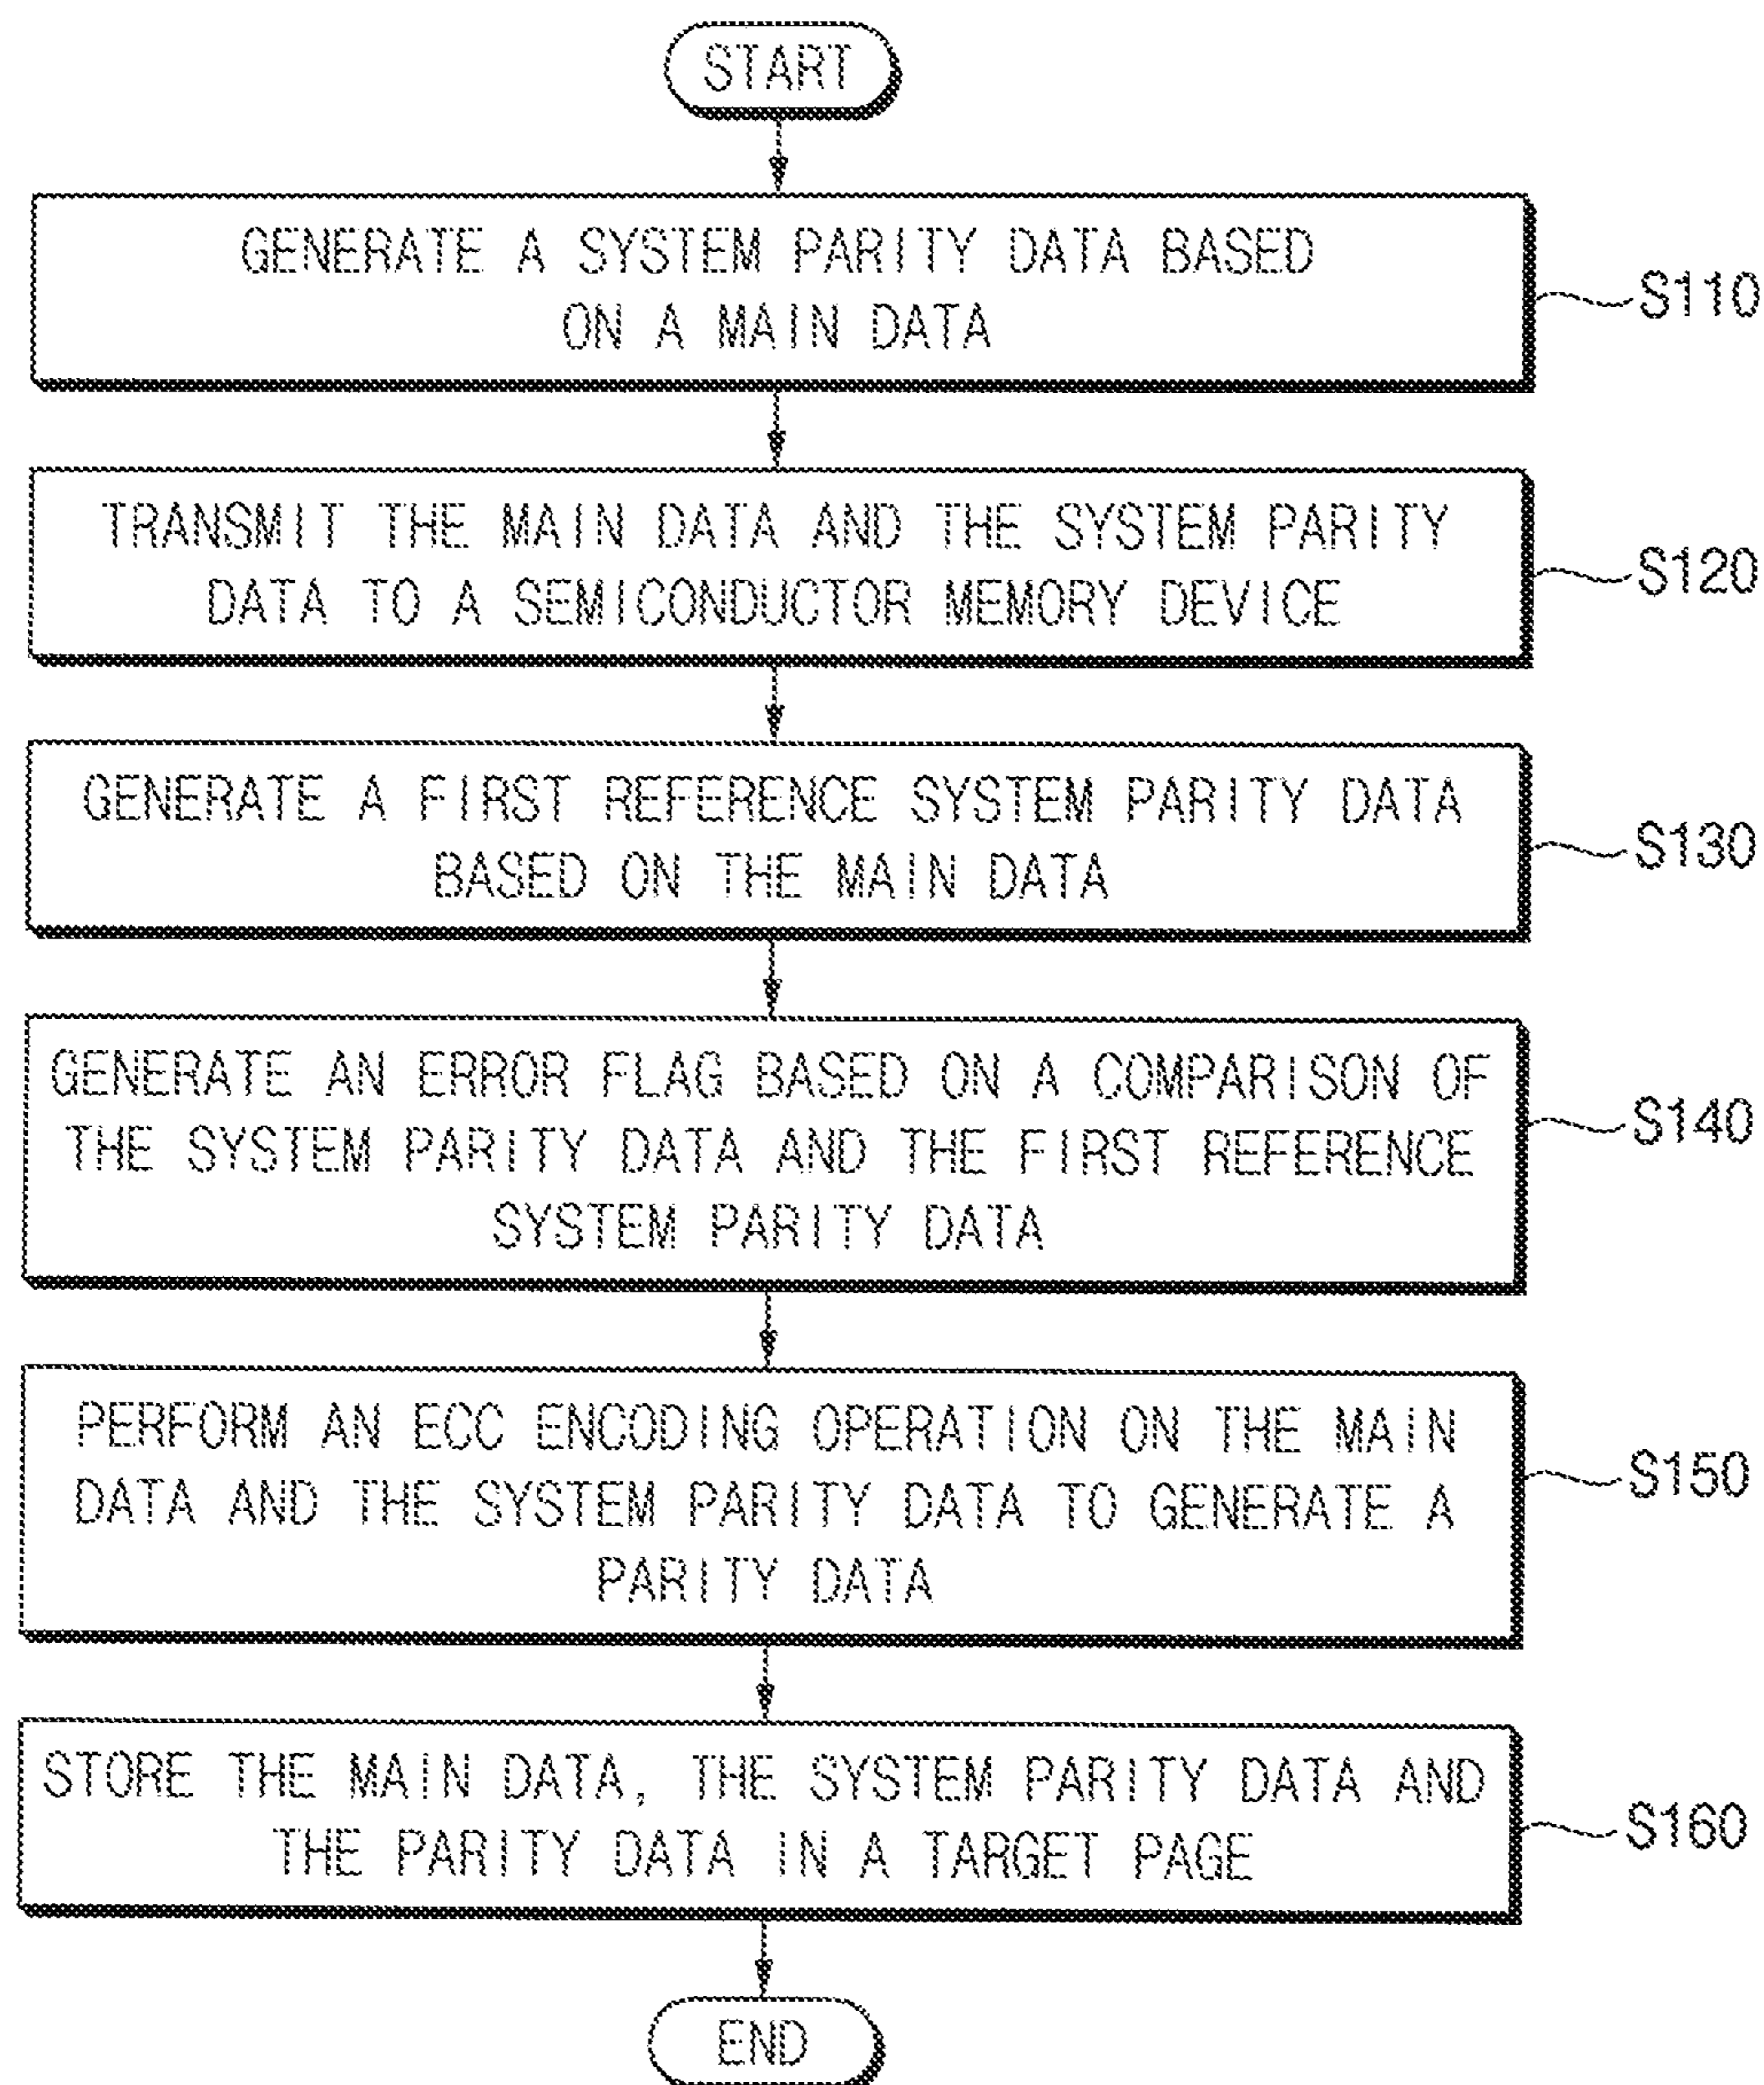 START
GENERATE A SYSTEM PARITY DATA BASED
ON A MAIN DATA
S110
TRANSMIT THE MAIN DATA AND THE SYSTEM PARITY
DATA TO A SEMICONDUCTOR MEMORY DEVICE
S120
GENERATE A FIRST REFERENCE SYSTEM PARITY DATA
BASED ON THE MAIN DATA
S130
GENERATE AN ERROR FLAG BASED ON A COMPARISON OF
THE SYSTEM PARITY DATA AND THE FIRST REFERENCE
SYSTEM PARITY DATA
S140
PERFORM AN ECC ENCODING OPERATION ON THE MAIN
DATA AND THE SYSTEM PARITY DATA TO GENERATE A
PARITY DATA
S150
STORE THE MAIN DATA, THE SYSTEM PARITY DATA AND
THE PARITY DATA IN A TARGET PAGE
S160
END